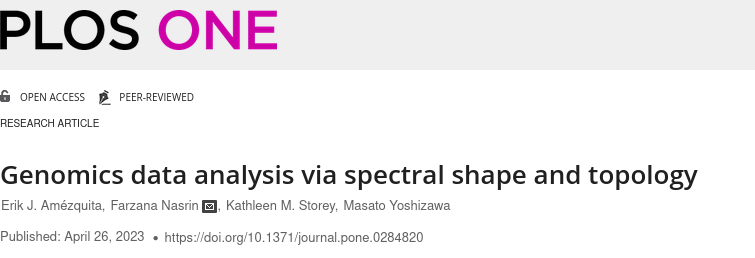 PLOS ONE
OPEN ACCESS PEER-REVIEWED
RESEARCH ARTICLE
Genomics data analysis via spectral shape and topology
Erik J. Amézquita, Farzana Nasrin , Kathleen M. Storey, Masato Yoshizawa
Published: April 26, 2023 • https://doi.org/10.1371/journal.pone.0284820